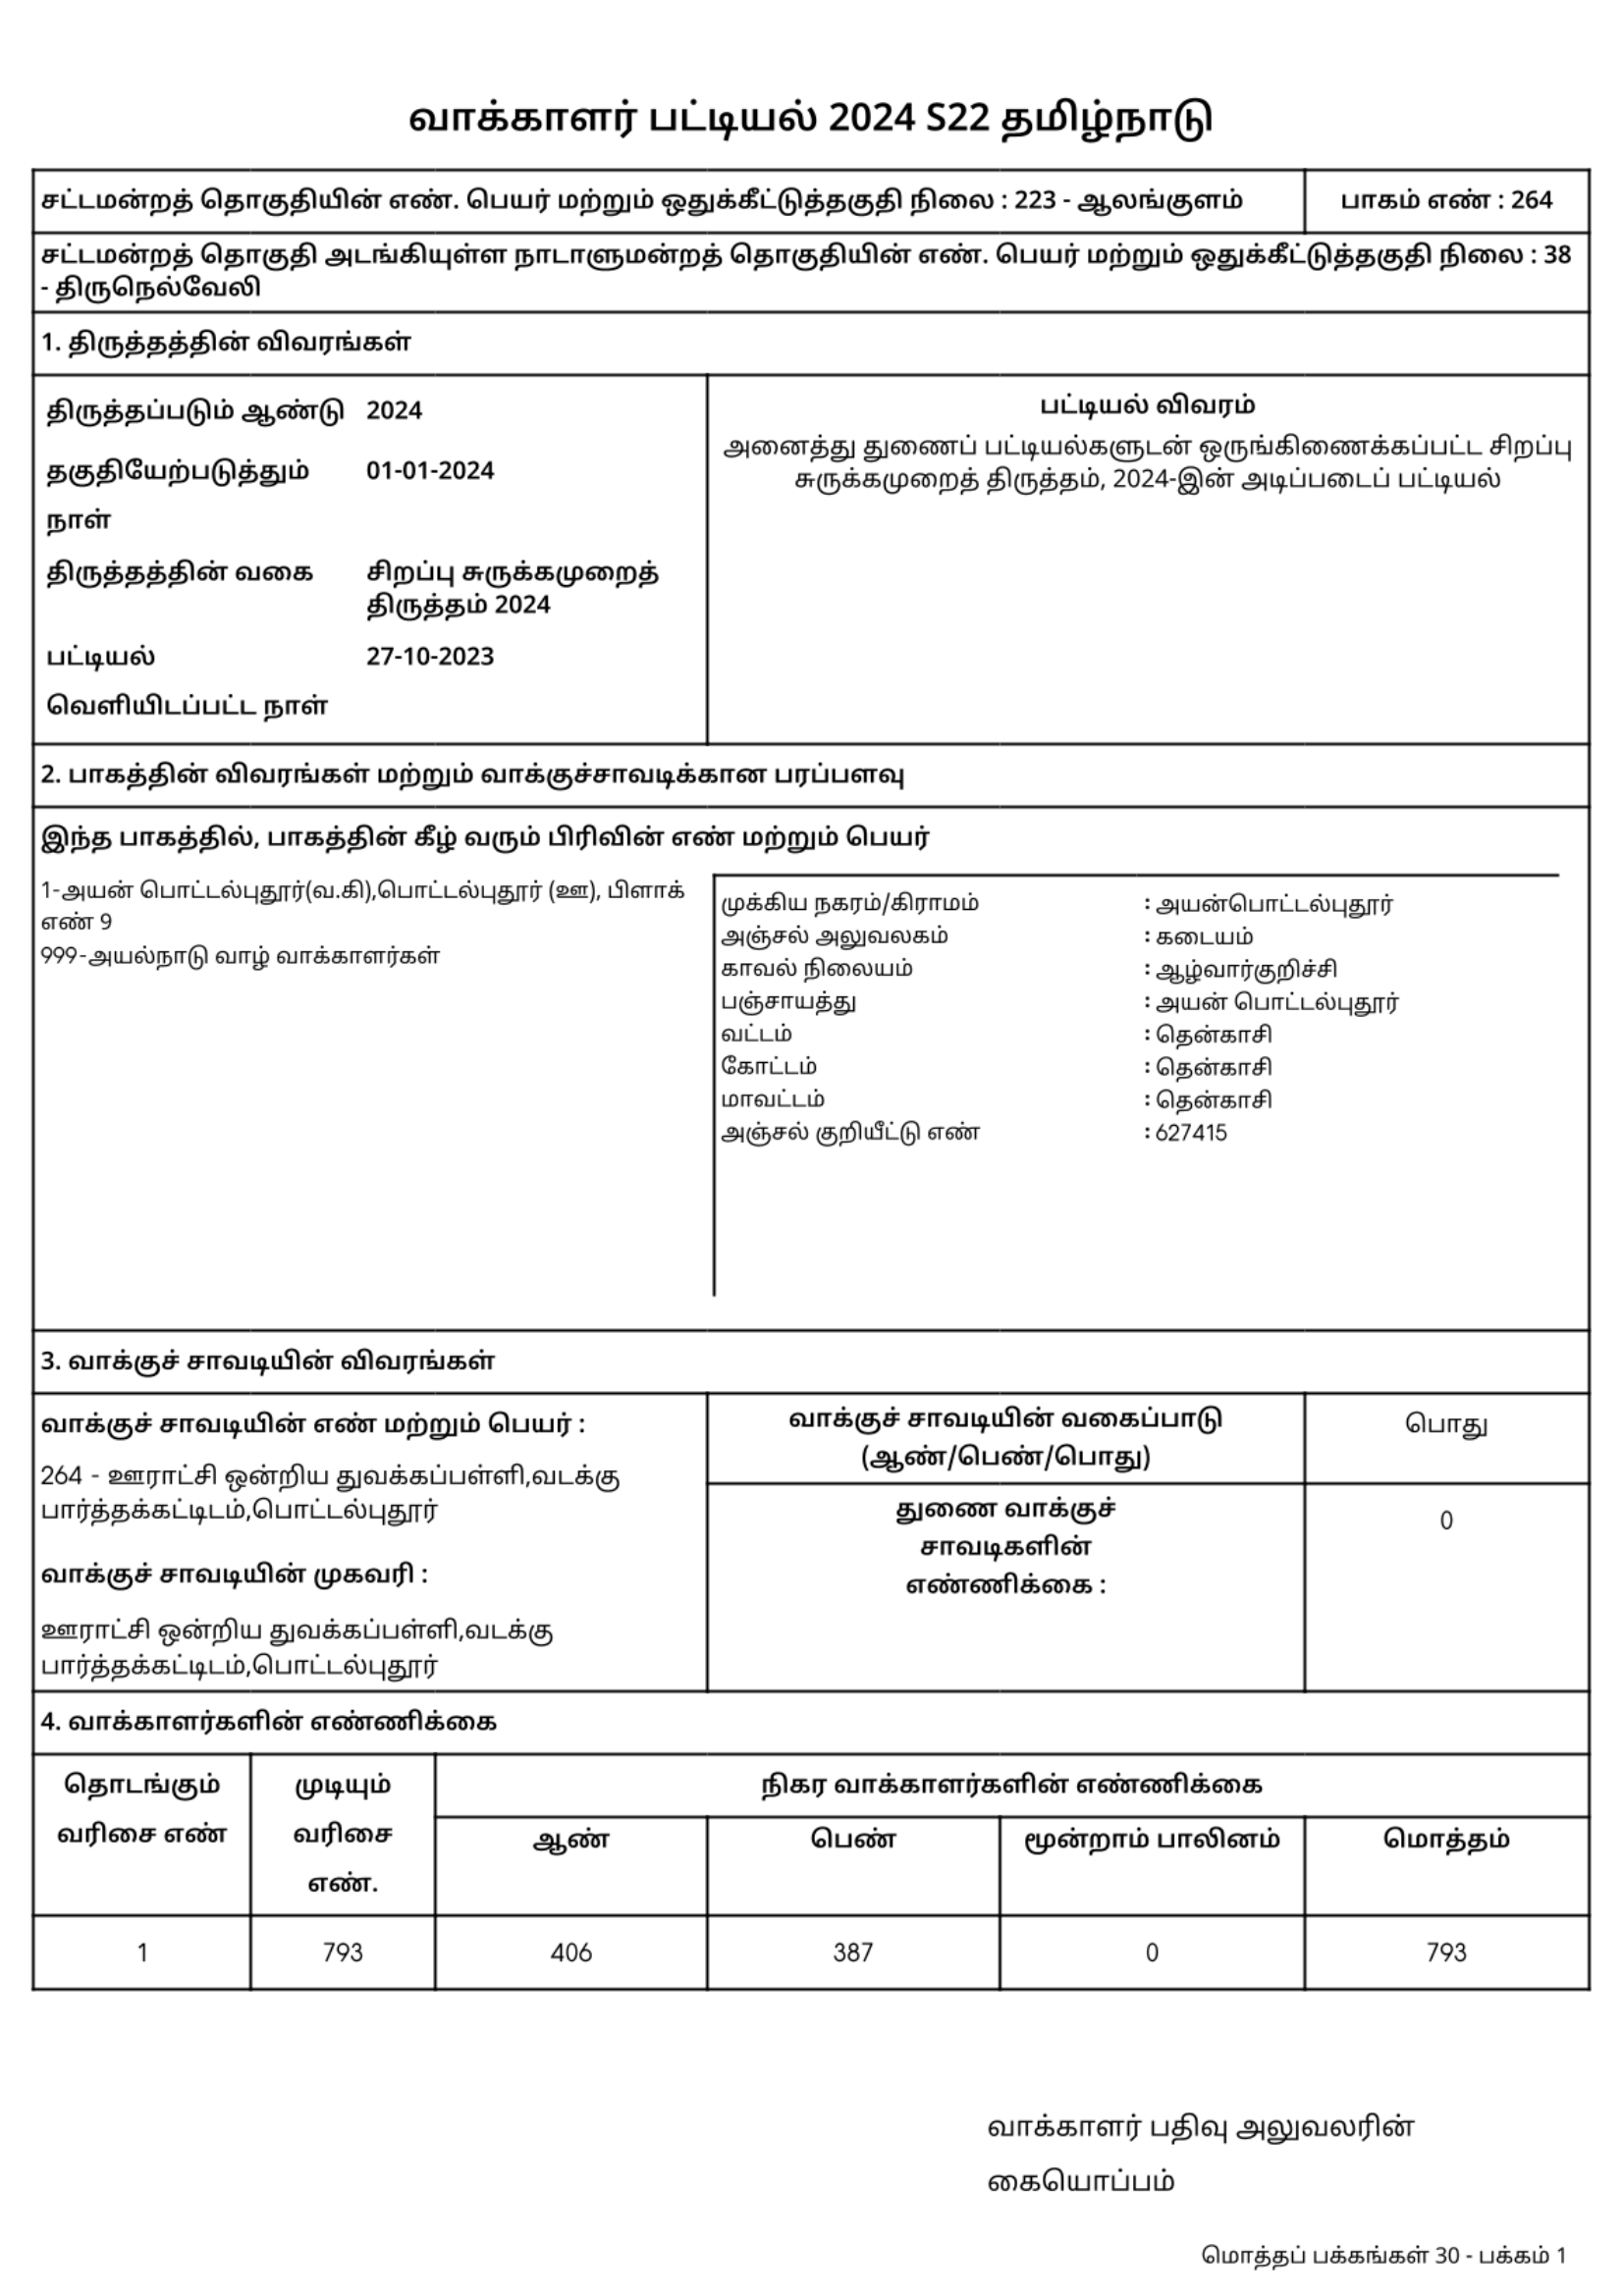 வாக்காளர் பட்டியல் 2024 S22 தமிழ்நாடு
சட்டமன்றத் தொகுதியின் எண். பெயர் மற்றும் ஒதுக்கீட்டுத்தகுதி நிலை : 223 - ஆலங்குளம்
பாகம் எண் : 264
சட்டமன்றத் தொகுதி அடங்கியுள்ள நாடாளுமன்றத் தொகுதியின் எண். பெயர் மற்றும் ஒதுக்கீட்டுத்தகுதி நிலை : 38
- திருநெல்வேலி
1. திருத்தத்தின் விவரங்கள்
திருத்தப்படும் ஆண்டு 2024
தகுதியேற்படுத்தும் 01-01-2024
நாள்
திருத்தத்தின் வகை சிறப்பு சுருக்கமுறைத்
திருத்தம் 2024
பட்டியல் 27-10-2023
வெளியிடப்பட்ட நாள்
பட்டியல் விவரம்
அனைத்து துணைப் பட்டியல்களுடன் ஒருங்கிணைக்கப்பட்ட சிறப்பு
சுருக்கமுறைத் திருத்தம், 2024-இன் அடிப்படைப் பட்டியல்
2. பாகத்தின் விவரங்கள் மற்றும் வாக்குச்சாவடிக்கான பரப்பளவு
இந்த பாகத்தில், பாகத்தின் கீழ் வரும் பிரிவின் எண் மற்றும் பெயர்
1-அயன் பொட்டல்புதூர்(வ.கி),பொட்டல்புதூர் (ஊ), பிளாக்
எண் 9
999-அயல்நாடு வாழ் வாக்காளர்கள்
முக்கிய நகரம்/கிராமம் : அயன்பொட்டல்புதூர்
அஞ்சல் அலுவலகம் : கடையம்
காவல் நிலையம் : ஆழ்வார்குறிச்சி
பஞ்சாயத்து : அயன் பொட்டல்புதூர்
வட்டம் : தென்காசி
கோட்டம் : தென்காசி
மாவட்டம் : தென்காசி
அஞ்சல் குறியீட்டு எண் : 627415
3. வாக்குச் சாவடியின் விவரங்கள்
வாக்குச் சாவடியின் எண் மற்றும் பெயர் :
264 - ஊராட்சி ஒன்றிய துவக்கப்பள்ளி,வடக்கு
பார்த்தக்கட்டிடம்,பொட்டல்புதூர்
வாக்குச் சாவடியின் முகவரி :
ஊராட்சி ஒன்றிய துவக்கப்பள்ளி,வடக்கு
பார்த்தக்கட்டிடம்,பொட்டல்புதூர்
வாக்குச் சாவடியின் வகைப்பாடு
(ஆண்/பெண்/பொது)
பொது
துணை வாக்குச்
சாவடிகளின்
எண்ணிக்கை :
0
4. வாக்காளர்களின் எண்ணிக்கை
தொடங்கும்
வரிசை எண்
முடியும்
வரிசை
எண்.
நிகர வாக்காளர்களின் எண்ணிக்கை
ஆண் பெண் மூன்றாம் பாலினம் மொத்தம்
1 793 406 387 0 793
வாக்காளர் பதிவு அலுவலரின்
கையொப்பம்
மொத்தப் பக்கங்கள் 30 - பக்கம் 1